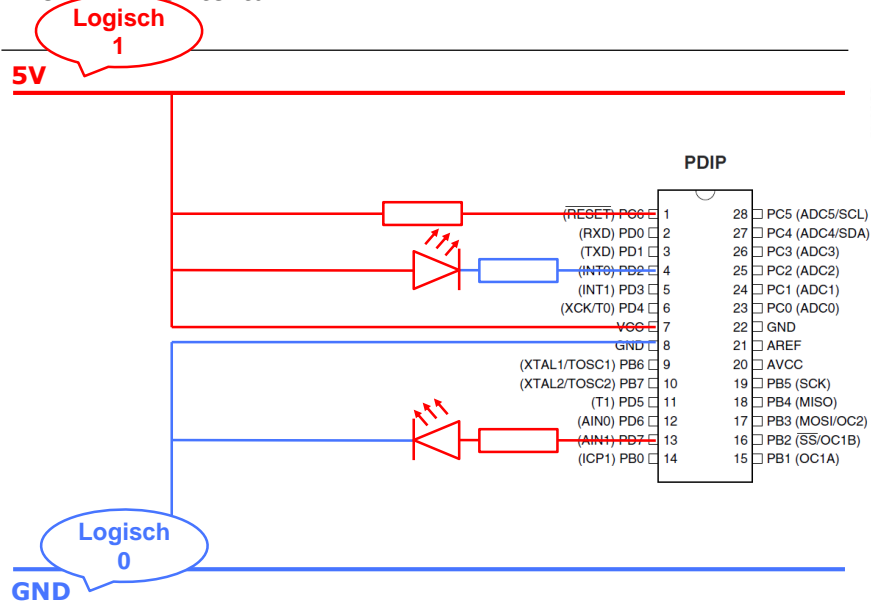 Logisch
1
5V
PDIP
(RESET) PC6 1
(RXD) PD0 2
(TXD) PD1 3
(INT0) PD2 4
(INT1) PD3 5
(XCK/T0) PD4 6
VCC 7
GND 8
(XTAL1/TOSC1) PB6 9
(XTAL2/TOSC2) PB7 10
(T1) PD5 11
(AIN0) PD6 12
(AIN1) PD7 13
(ICP1) PB0 14
28 PC5 (ADC5/SCL)
27 PC4 (ADC4/SDA)
26 PC3 (ADC3)
25 PC2 (ADC2)
24 PC1 (ADC1)
23 PC0 (ADC0)
22 GND
21 AREF
20 AVCC
19 PB5 (SCK)
18 PB4 (MISO)
17 PB3 (MOSI/OC2)
16 PB2 (SS/OC1B)
15 PB1 (OC1A)
Logisch
0
GND